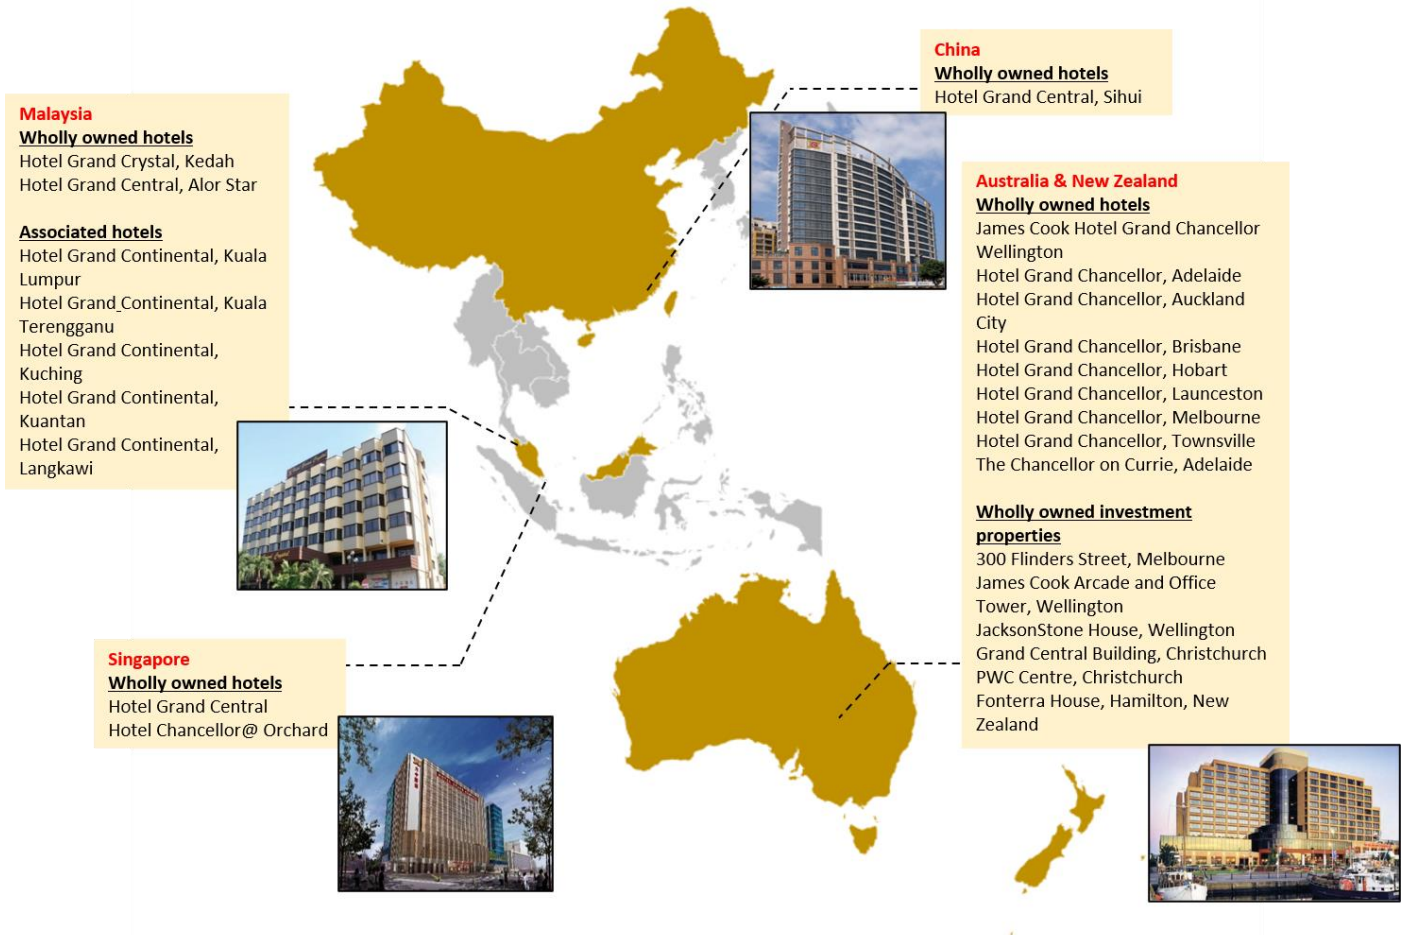 China
Wholly owned hotels
Hotel Grand Central, Sihui
Malaysia
Wholly owned hotels
Hotel Grand Crystal, Kedah
Hotel Grand Central, Alor Star
Associated hotels
Hotel Grand Continental, Kuala
Lumpur
Hotel Grand Continental, Kuala
Terengganu
Hotel Grand Continental,
Kuching
Hotel Grand Continental,
Kuantan
Hotel Grand Continental,
Langkawi
Australia & New Zealand
Wholly owned hotels
James Cook Hotel Grand Chancellor
Wellington
Hotel Grand Chancellor, Adelaide
Hotel Grand Chancellor, Auckland
City
Hotel Grand Chancellor, Brisbane
Hotel Grand Chancellor, Hobart
Hotel Grand Chancellor, Launceston
Hotel Grand Chancellor, Melbourne
Hotel Grand Chancellor, Townsville
The Chancellor on Currie, Adelaide
Wholly owned investment
properties
300 Flinders Street, Melbourne
James Cook Arcade and Office
Tower, Wellington
JacksonStone House, Wellington
Grand Central Building, Christchurch
PWC Centre, Christchurch
Fonterra House, Hamilton, New
Zealand
Singapore
Wholly owned hotels
Hotel Grand Central
Hotel Chancellor@ Orchard